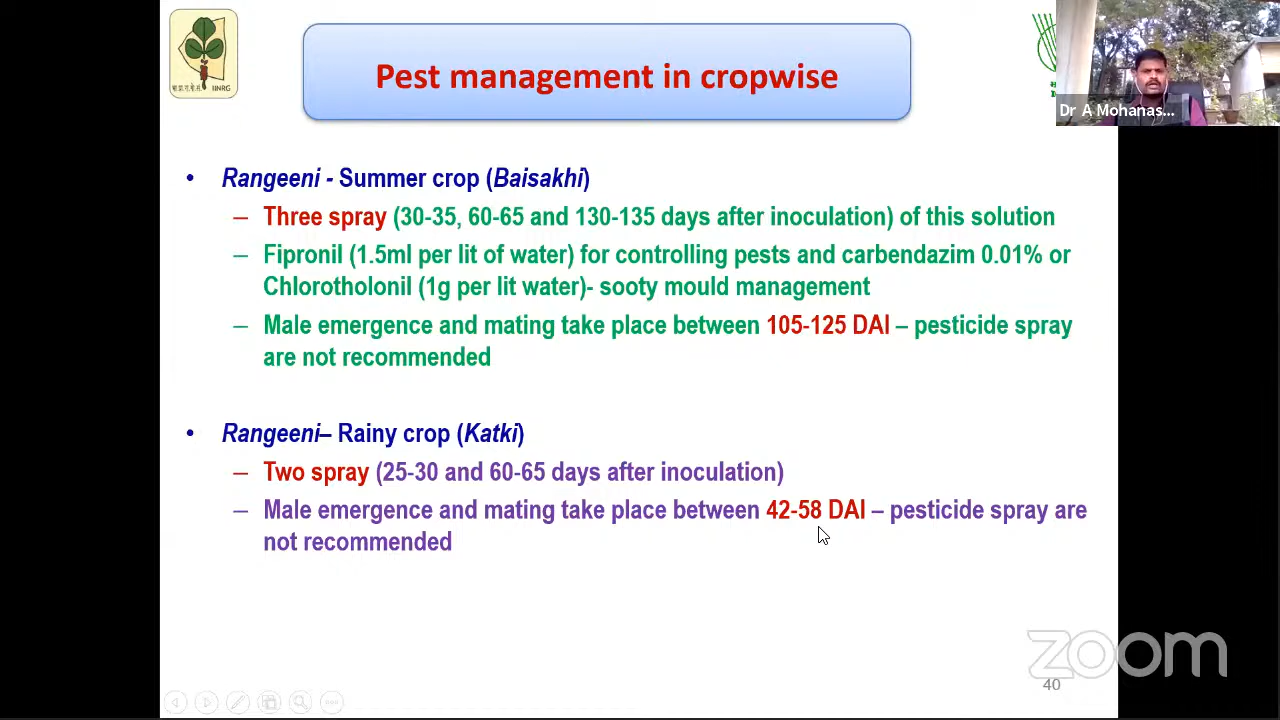 IINRG
Pest management in cropwise
Dr A Mohanas...
• Rangeeni - Summer crop (Baisakhi)
– Three spray (30-35, 60-65 and 130-135 days after inoculation) of this solution
– Fipronil (1.5ml per lit of water) for controlling pests and carbendazim 0.01% or
Chlorotholonil (1g per lit water)- sooty mould management
– Male emergence and mating take place between 105-125 DAI – pesticide spray
are not recommended
• Rangeeni– Rainy crop (Katki)
– Two spray (25-30 and 60-65 days after inoculation)
– Male emergence and mating take place between 42-58 DAI – pesticide spray are
not recommended
zoom
40